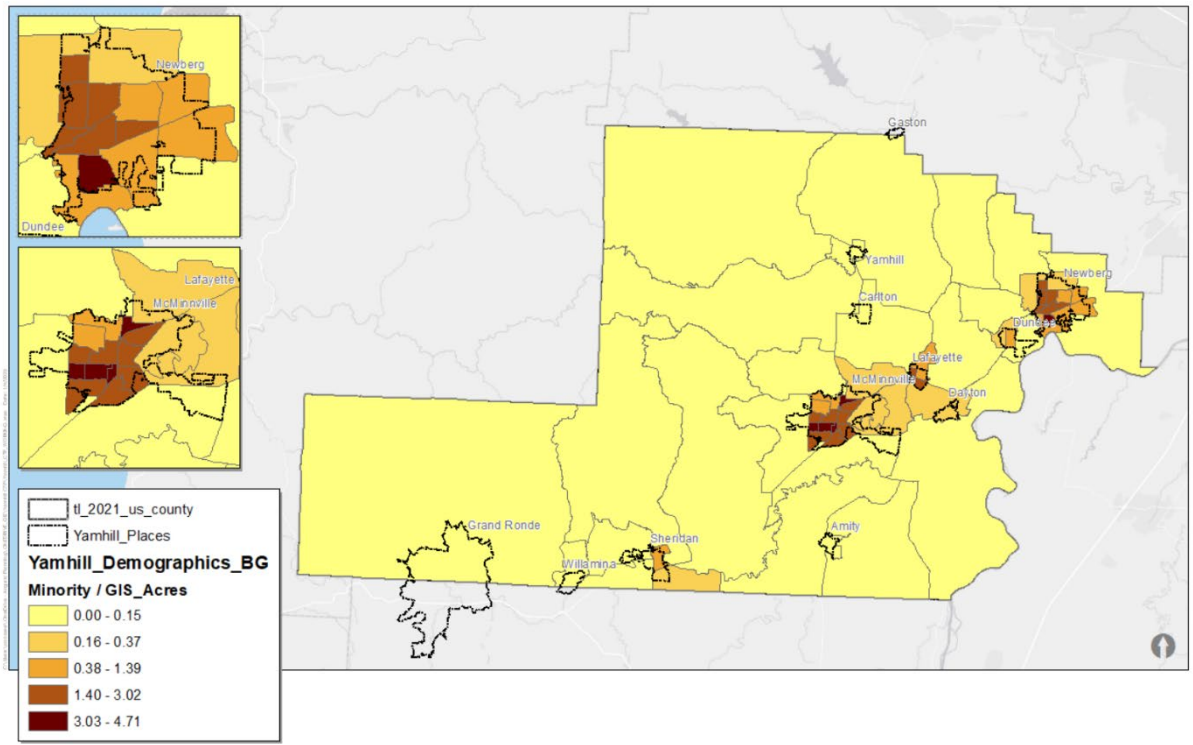 Newberg
Dundee
Lafayette
McMinnville
Gaston
Yamhill
Carlton
Newberg
Dundee
Lafayette
McMinnville
Dayton
Amity
Sheridan
Willamina
Grand Ronde
tl_2021_us_county
Yamhill_Places
Yamhill_Demographics_BG
Minority / GIS_Acres
0.00 - 0.15
0.16 - 0.37
0.38 - 1.39
1.40 - 3.02
3.03 - 4.71